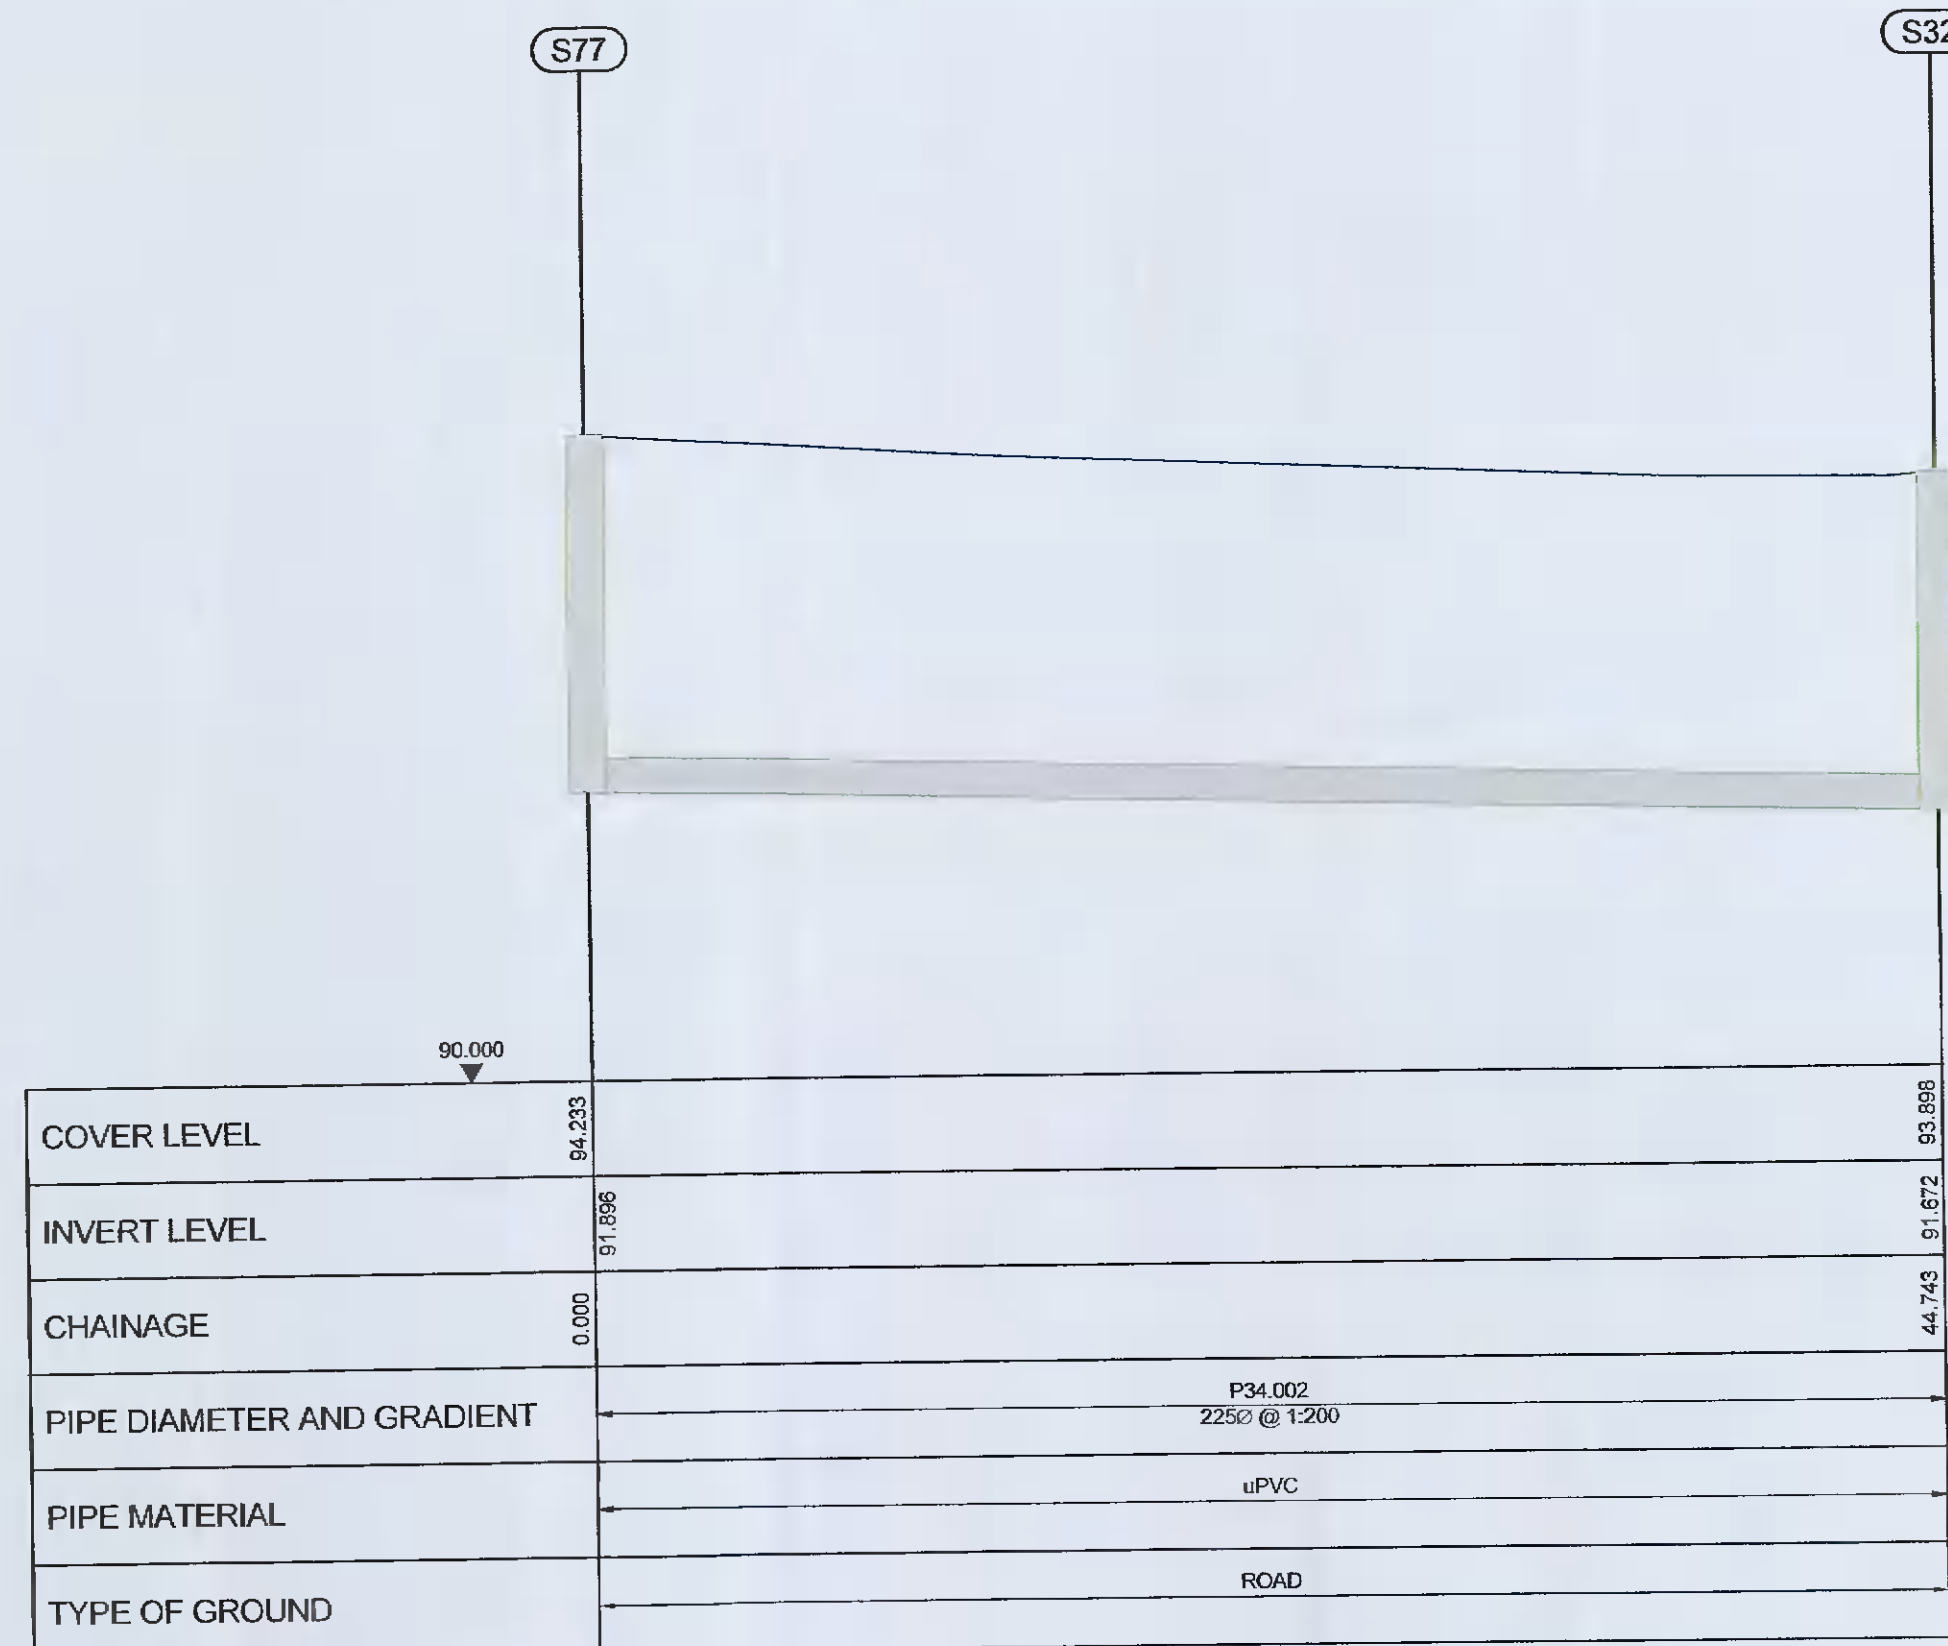 S77
S32
90.000
COVER LEVEL 94.233 93.898
INVERT LEVEL 91.896 91.672
CHAINAGE 0.000 44.743
PIPE DIAMETER AND GRADIENT P34.002
225∅ @ 1:200
PIPE MATERIAL uPVC
TYPE OF GROUND ROAD